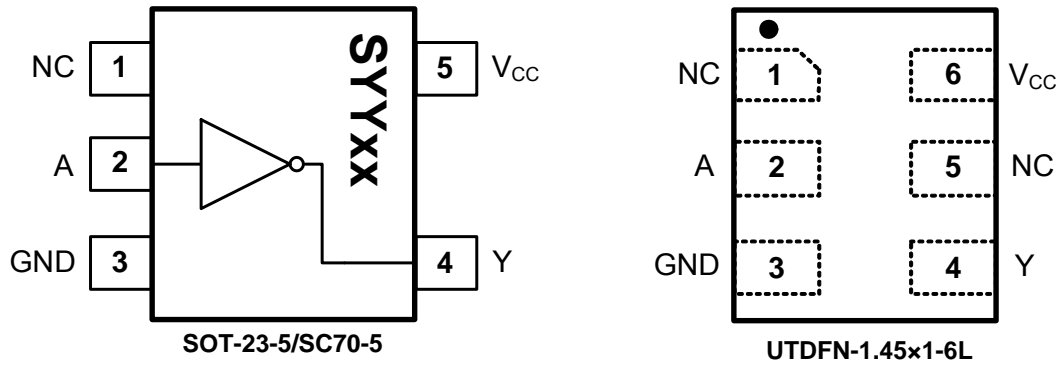 NC 1 5 VCC
A 2
GND 3 4 Y
SYYxx
SOT-23-5/SC70-5
NC 1 6 VCC
A 2 5 NC
GND 3 4 Y
UTDFN-1.45×1-6L